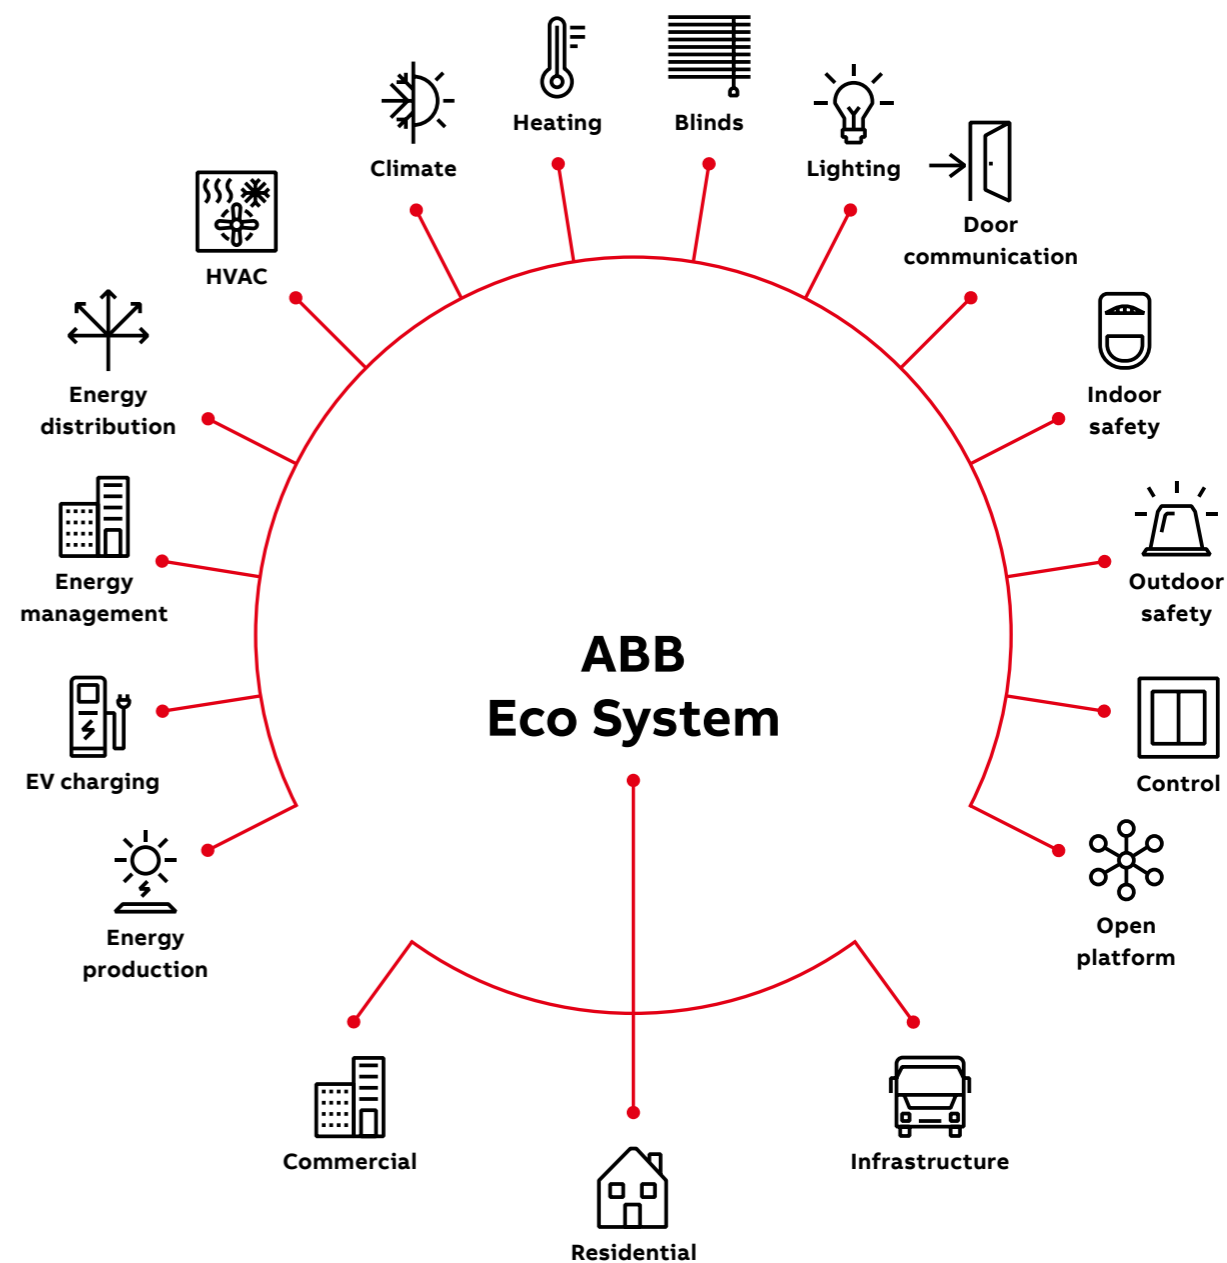 Heating
Blinds
Climate
Lighting
Door
communication
HVAC
Energy
distribution
Indoor
safety
Energy
management
Outdoor
safety
ABB
Eco System
EV charging
Control
Energy
production
Open
platform
Commercial
Infrastructure
Residential